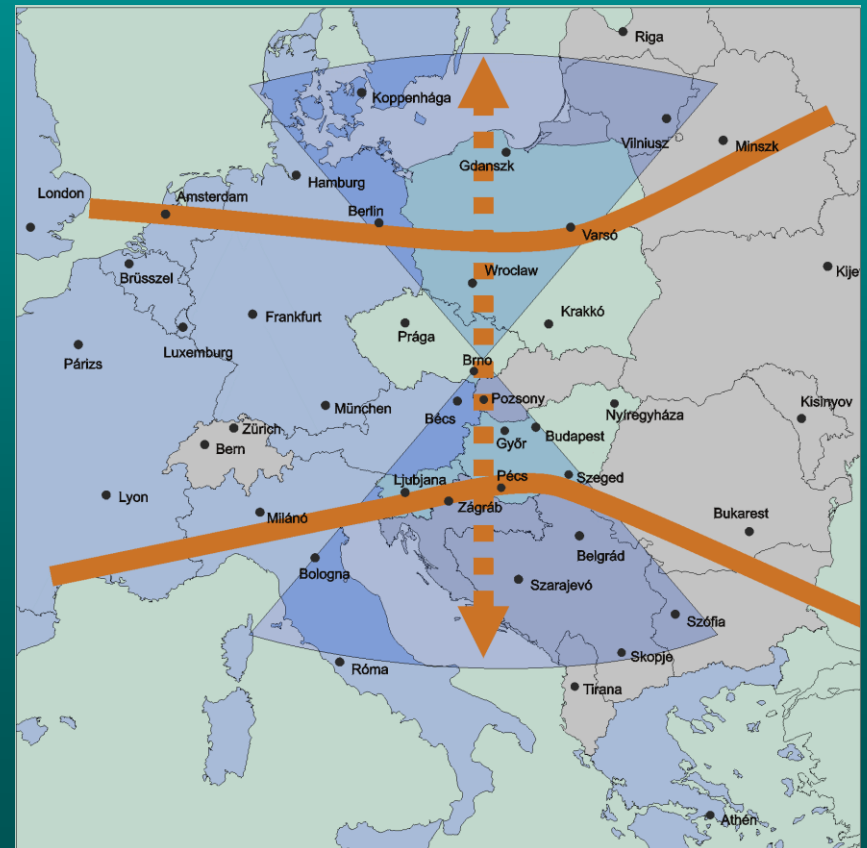 Riga
Koppenhága
Vilniusz
Minszk
Gdanszk
Hamburg
London
Amsterdam
Berlin
Varsó
Brüsszel
Wroclaw
Kije
Frankfurt
Krakkó
Prága
Luxemburg
Párizs
Brno
München
Bécs
Pozsony
Nyíregyháza
Kisinyov
Zürich
Bern
Győr
Budapest
Ljubjana
Pécs
Szeged
Lyon
Milánó
Zágráb
Bukarest
Belgrád
Bologna
Szarajevó
Szófia
Skopje
Róma
Tirana
Athén